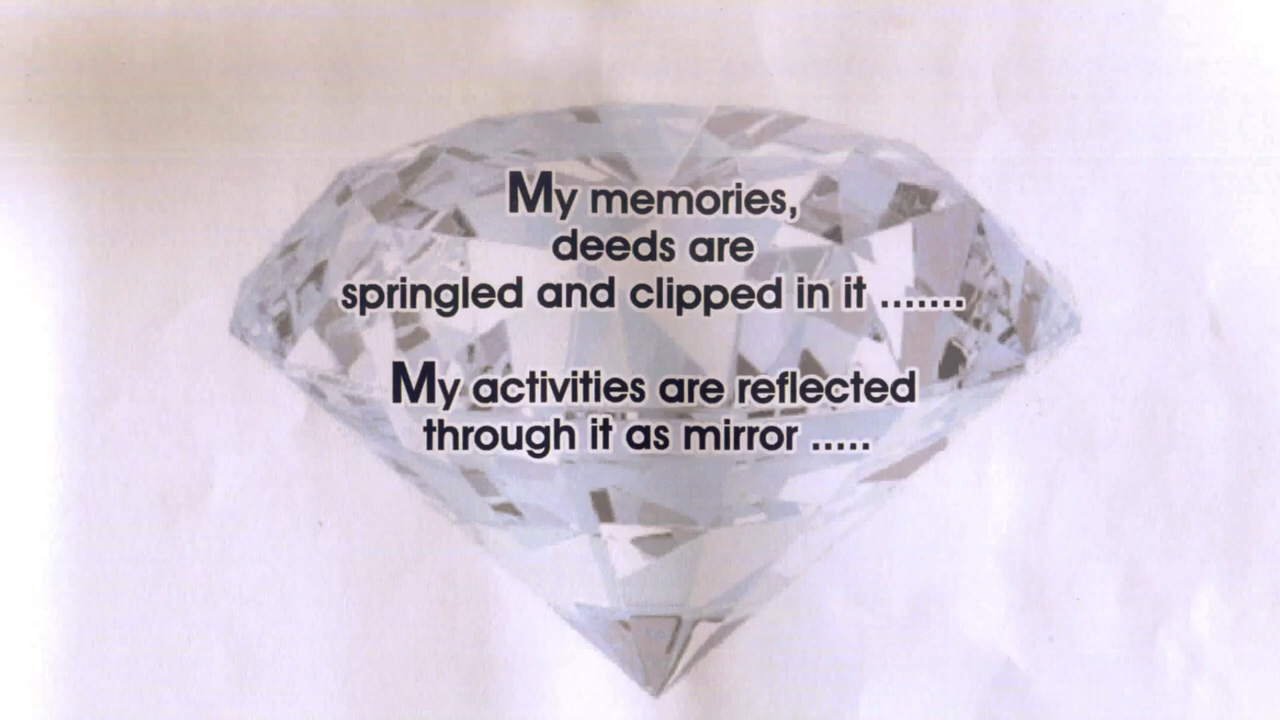 My memories,
deeds are
springled and clipped in it .......
My activities are reflected
through it as mirror .....